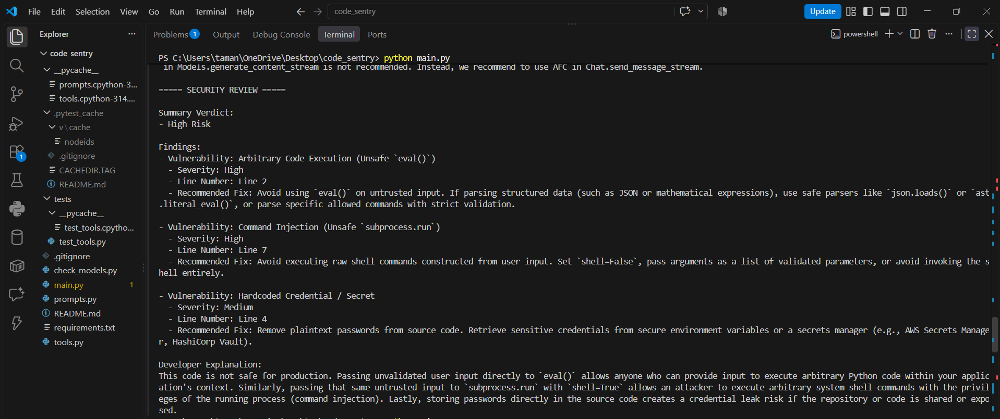 File Edit Selection View Go Run Terminal Help
code_sentry
Update
Explorer
Problems 1 Output Debug Console Terminal Ports
powershell
code_sentry
__pycache__
prompts.cpython-3...
tools.cpython-314....
.pytest_cache
v\cache
nodeids
.gitignore
CACHEDIR.TAG
README.md
tests
__pycache__
test_tools.cpytho...
test_tools.py
.gitignore
check_models.py
main.py 1
prompts.py
README.md
requirements.txt
tools.py
1
PS C:\Users\taman\OneDrive\Desktop\code_sentry> python main.py
in Models.generate_content_stream is not recommended. Instead, we recommend to use AFC in Chat.send_message_stream.
===== SECURITY REVIEW =====
Summary Verdict:
- High Risk
Findings:
- Vulnerability: Arbitrary Code Execution (Unsafe `eval()`)
- Severity: High
- Line Number: Line 2
- Recommended Fix: Avoid using `eval()` on untrusted input. If parsing structured data (such as JSON or mathematical expressions), use safe parsers like `json.loads()` or `ast
.literal_eval()`, or parse specific allowed commands with strict validation.
- Vulnerability: Command Injection (Unsafe `subprocess.run`)
- Severity: High
- Line Number: Line 7
- Recommended Fix: Avoid executing raw shell commands constructed from user input. Set `shell=False`, pass arguments as a list of validated parameters, or avoid invoking the s
hell entirely.
- Vulnerability: Hardcoded Credential / Secret
- Severity: Medium
- Line Number: Line 4
- Recommended Fix: Remove plaintext passwords from source code. Retrieve sensitive credentials from secure environment variables or a secrets manager (e.g., AWS Secrets Manage
r, HashiCorp Vault).
Developer Explanation:
This code is not safe for production. Passing unvalidated user input directly to `eval()` allows anyone who can provide input to execute arbitrary Python code within your applic
ation's context. Similarly, passing that same untrusted input to `subprocess.run` with `shell=True` allows an attacker to execute arbitrary system shell commands with the privil
eges of the running process (command injection). Lastly, storing passwords directly in the source code creates a credential leak risk if the repository or code is shared or expo
sed.